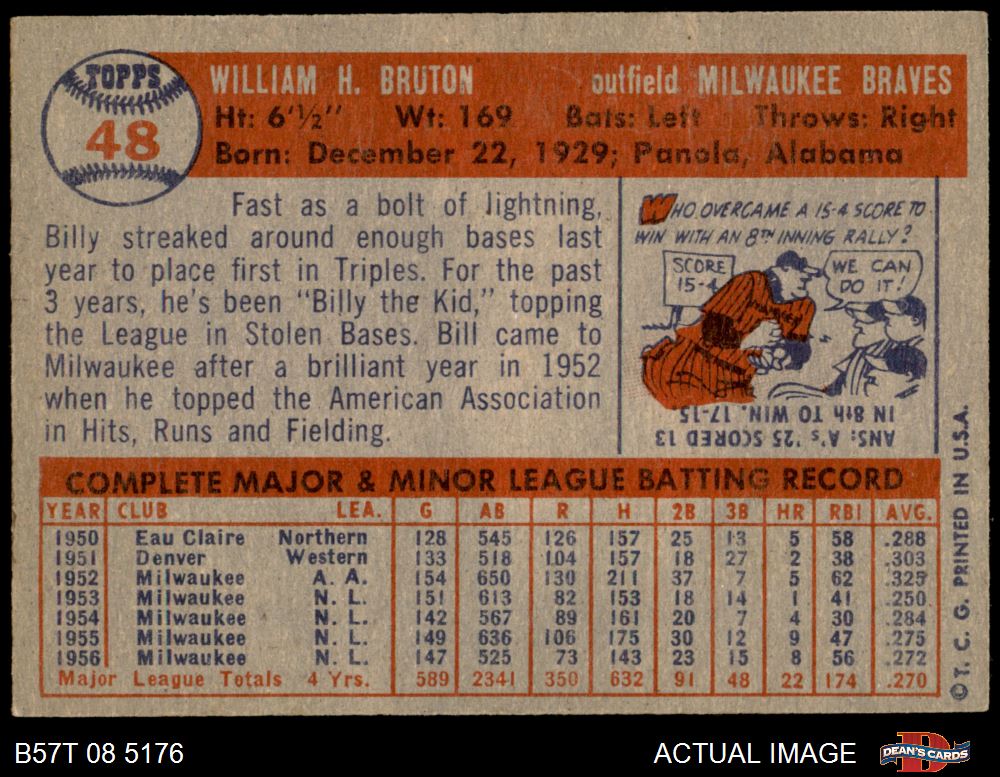 TOPPS
48
WILLIAM H. BRUTON outfield MILWAUKEE BRAVES
Ht: 6'½" Wt: 169 Bats: Left Throws: Right
Born: December 22, 1929; Panola, Alabama
Fast as a bolt of lightning,
Billy streaked around enough bases last
year to place first in Triples. For the past
3 years, he's been "Billy the Kid," topping
the League in Stolen Bases. Bill came to
Milwaukee after a brilliant year in 1952
when he topped the American Association
in Hits, Runs and Fielding.
WHO OVERCAME A 15-4 SCORE TO
WIN WITH AN 8TH INNING RALLY?
SCORE
15-4
WE CAN
DO IT!
ANS: A's, '25 SCORED 13
IN 8th TO WIN. 17-15
COMPLETE MAJOR & MINOR LEAGUE BATTING RECORD
YEAR CLUB LEA. G AB R H 2B 3B HR RBI AVG.
1950 Eau Claire Northern 128 545 126 157 25 13 5 58 .288
1951 Denver Western 133 518 104 157 18 27 2 38 .303
1952 Milwaukee A. A. 154 650 130 211 37 7 5 62 .325
1953 Milwaukee N. L. 151 613 82 153 18 14 1 41 .250
1954 Milwaukee N. L. 142 567 89 161 20 7 4 30 .284
1955 Milwaukee N. L. 149 636 106 175 30 12 9 47 .275
1956 Milwaukee N. L. 147 525 73 143 23 15 8 56 .272
Major League Totals 4 Yrs. 589 2341 350 632 91 48 22 174 .270
©T. C. G. PRINTED IN U.S.A.
B57T 08 5176 ACTUAL IMAGE DEAN'S CARDS